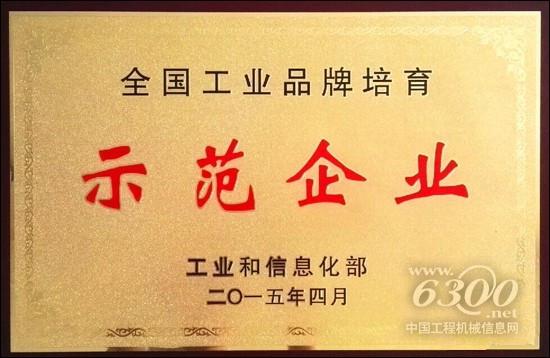 全国工业品牌培育
示范企业
工业和信息化部
二〇一五年四月
www.
6300
.net
中国工程机械信息网